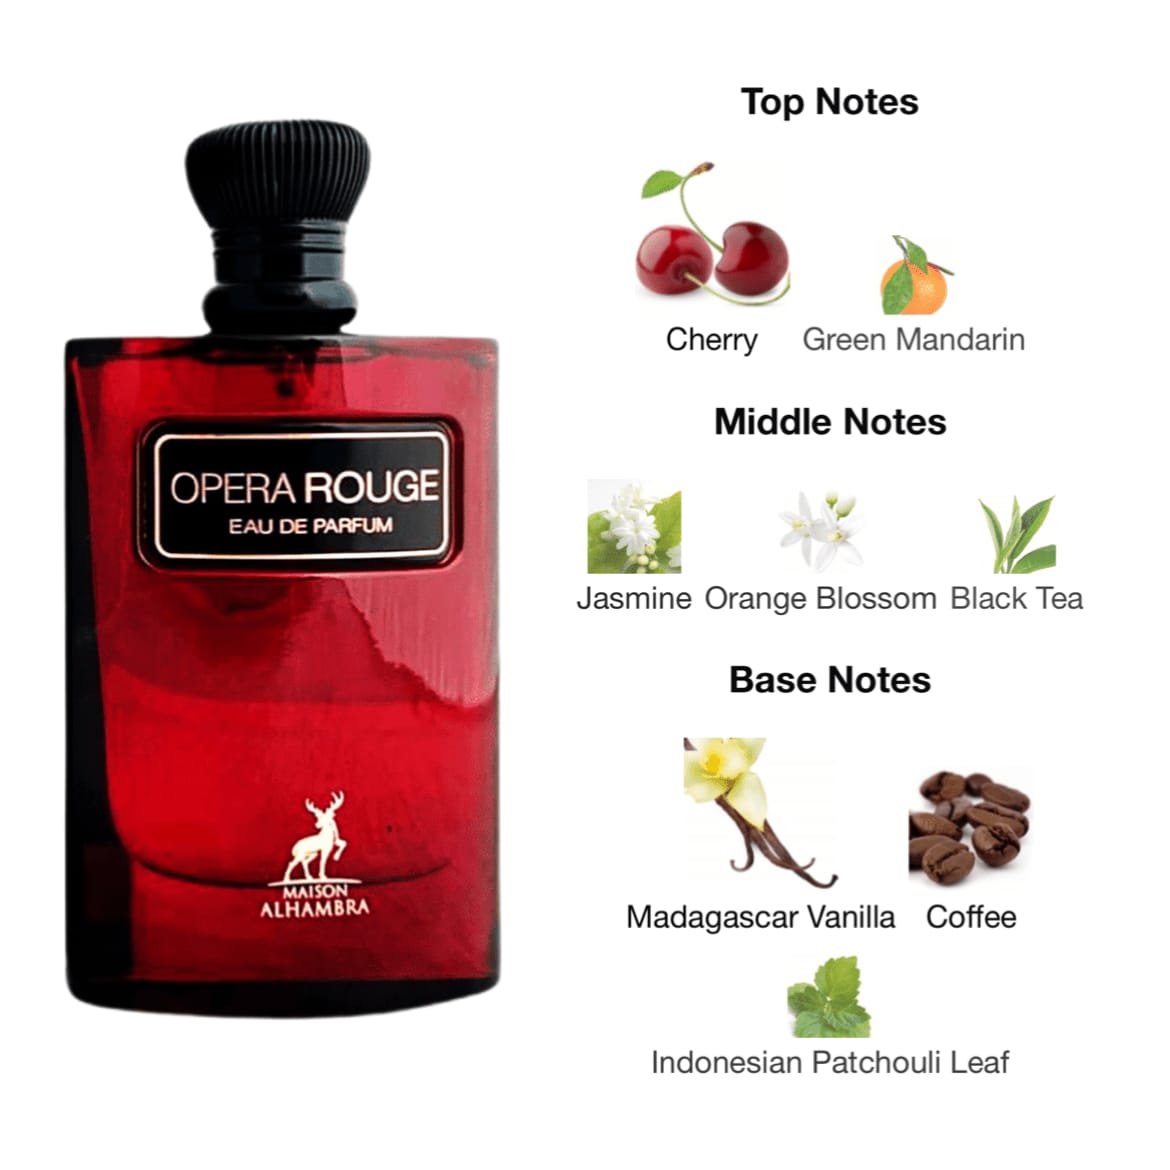 OPERA ROUGE
EAU DE PARFUM
MAISON
ALHAMBRA
Top Notes
Cherry
Green Mandarin
Middle Notes
Jasmine
Orange Blossom
Black Tea
Base Notes
Madagascar Vanilla
Coffee
Indonesian Patchouli Leaf